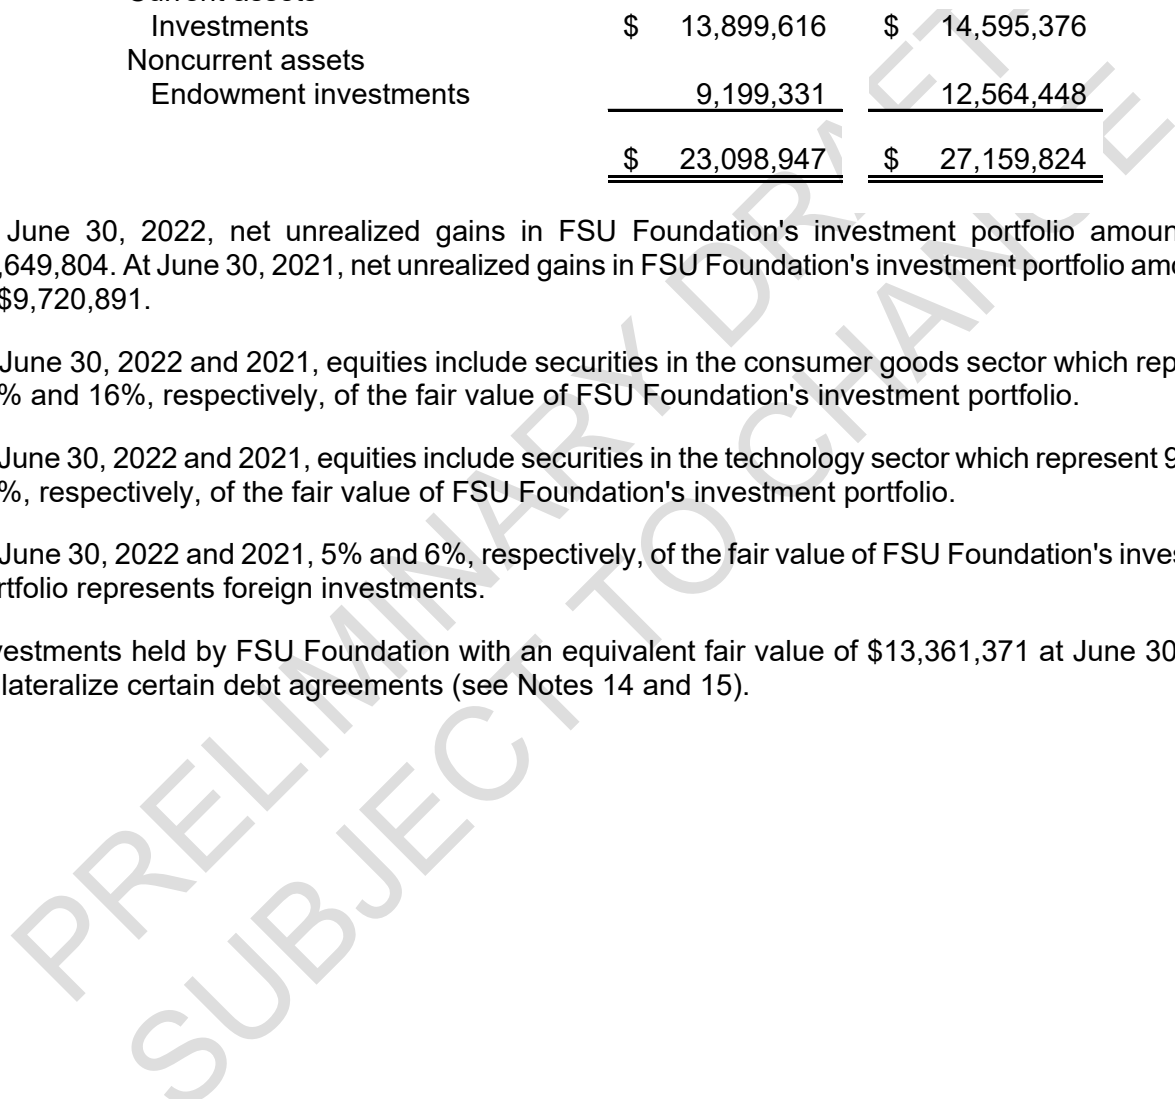 Current assets
Investments $ 13,899,616 $ 14,595,376
Noncurrent assets
Endowment investments 9,199,331 12,564,448
$ 23,098,947 $ 27,159,824
June 30, 2022, net unrealized gains in FSU Foundation's investment portfolio amoun
,649,804. At June 30, 2021, net unrealized gains in FSU Foundation's investment portfolio amo
$9,720,891.
June 30, 2022 and 2021, equities include securities in the consumer goods sector which rep
% and 16%, respectively, of the fair value of FSU Foundation's investment portfolio.
June 30, 2022 and 2021, equities include securities in the technology sector which represent 9
%, respectively, of the fair value of FSU Foundation's investment portfolio.
June 30, 2022 and 2021, 5% and 6%, respectively, of the fair value of FSU Foundation's inves
rtfolio represents foreign investments.
vestments held by FSU Foundation with an equivalent fair value of $13,361,371 at June 30
lateralize certain debt agreements (see Notes 14 and 15).
PRELIMINARY DRAFT
SUBJECT TO CHANGE